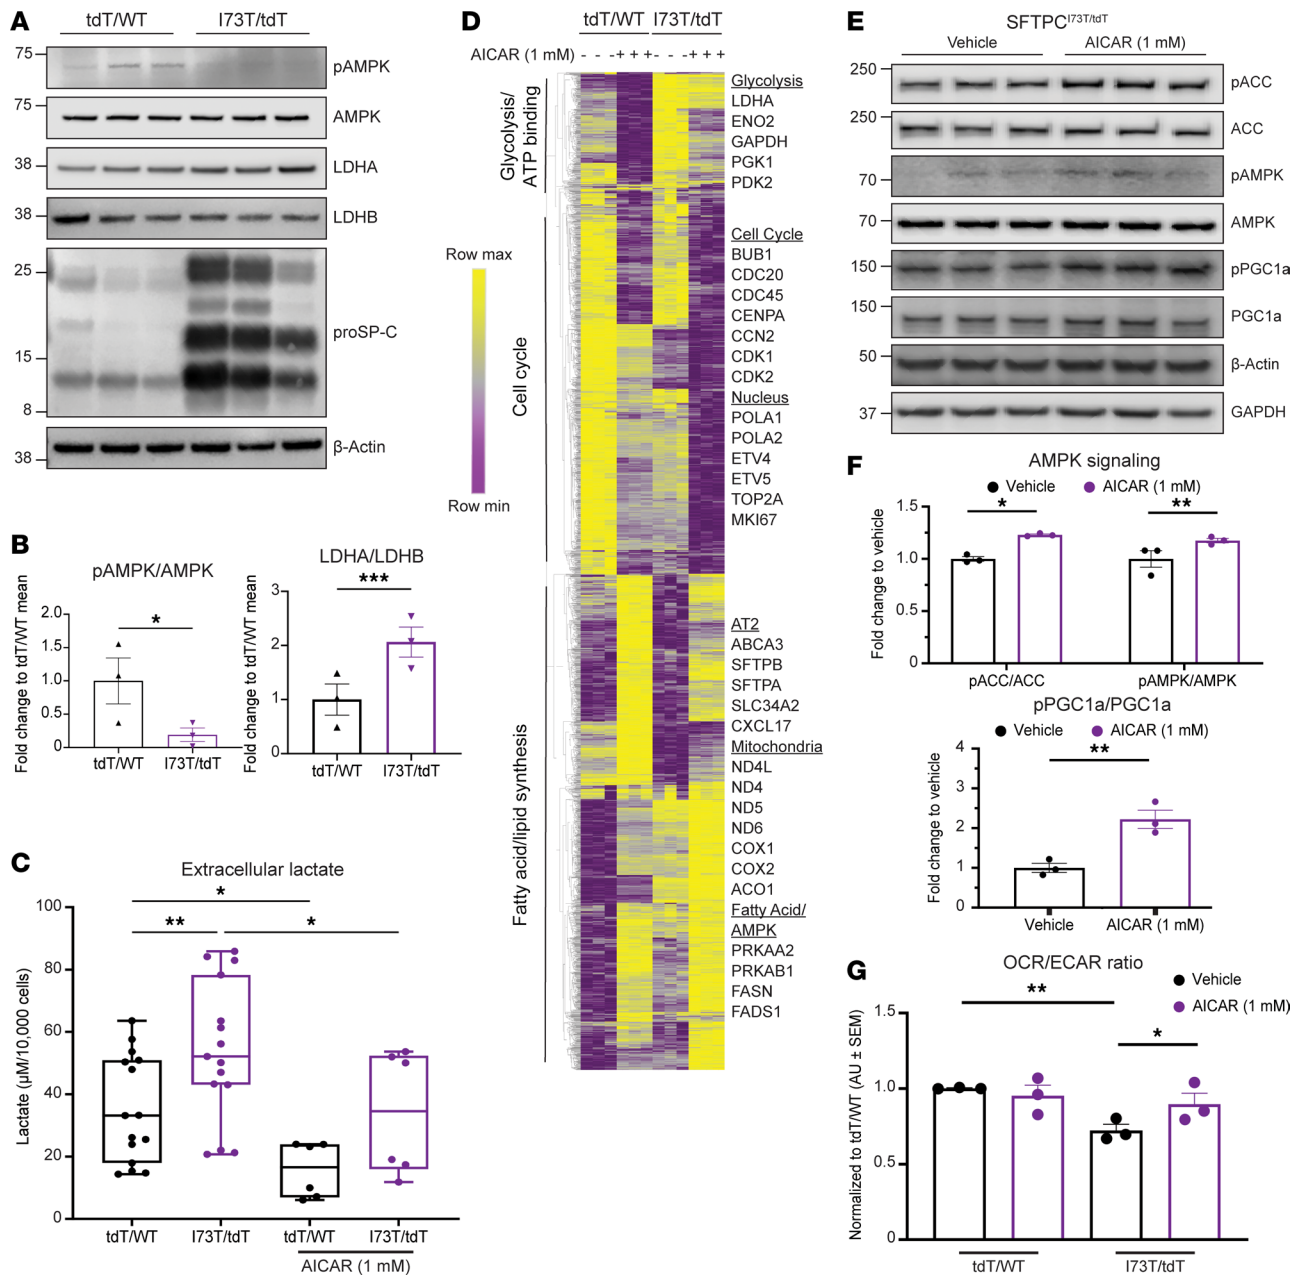 A
tdT/WT I73T/tdT
75
pAMPK
75
AMPK
38
LDHA
38
LDHB
25
proSP-C
15
8
38
β-Actin
B
pAMPK/AMPK
Fold change to tdT/WT mean
2.0
1.5
1.0
0.5
0
*
tdT/WT I73T/tdT
LDHA/LDHB
Fold change to tdT/WT mean
3
2
1
0
***
tdT/WT I73T/tdT
C
Extracellular lactate
Lactate (µM/10,000 cells)
100
80
60
40
20
0
*
** *
tdT/WT I73T/tdT tdT/WT I73T/tdT
AICAR (1 mM)
D
tdT/WT I73T/tdT
AICAR (1 mM) - - - + + + - - - + + +
Glycolysis/
ATP binding
Cell cycle
Fatty acid/lipid synthesis
Row max
Row min
Glycolysis
LDHA
ENO2
GAPDH
PGK1
PDK2
Cell Cycle
BUB1
CDC20
CDC45
CENPA
CCN2
CDK1
CDK2
Nucleus
POLA1
POLA2
ETV4
ETV5
TOP2A
MKI67
AT2
ABCA3
SFTPB
SFTPA
SLC34A2
CXCL17
Mitochondria
ND4L
ND4
ND5
ND6
COX1
COX2
ACO1
Fatty Acid/
AMPK
PRKAA2
PRKAB1
FASN
FADS1
E
SFTPC^I73T/tdT
Vehicle AICAR (1 mM)
250
pACC
250
ACC
70
pAMPK
70
AMPK
150
pPGC1a
150
PGC1a
50
β-Actin
37
GAPDH
F
AMPK signaling
Vehicle AICAR (1 mM)
Fold change to vehicle
1.5
1.0
0.5
0
* **
pACC/ACC pAMPK/AMPK
pPGC1a/PGC1a
Vehicle AICAR (1 mM)
Fold change to vehicle
4
3
2
1
0
**
Vehicle AICAR (1 mM)
G
OCR/ECAR ratio
Vehicle
AICAR (1 mM)
Normalized to tdT/WT (AU ± SEM)
1.5
1.0
0.5
0
**
*
tdT/WT I73T/tdT